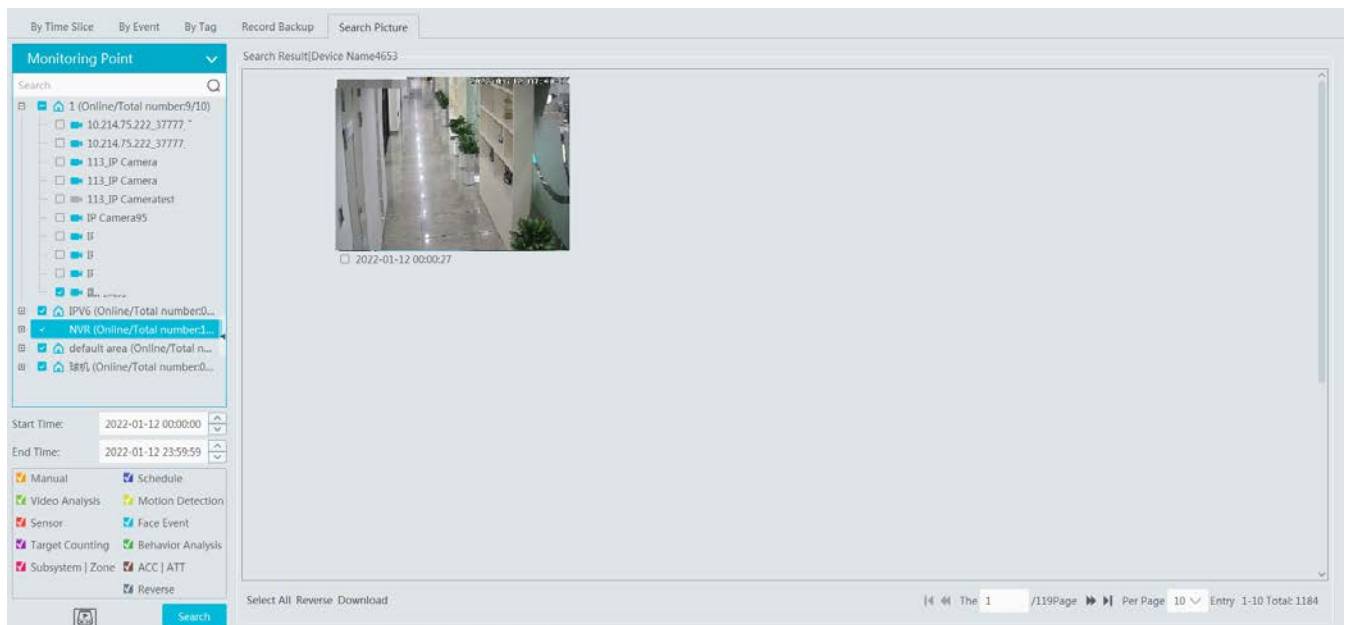 By Time Slice By Event By Tag Record Backup Search Picture
Monitoring Point
Search
1 (Online/Total number:9/10)
10.214.75.222_37777_
10.214.75.222_37777_
113_IP Camera
113_IP Camera
113_IP Cameratest
IP Camera95
IPV6 (Online/Total number:0...
NVR (Online/Total number:1...
default area (Online/Total n...
球机 (Online/Total number:0...
Start Time: 2022-01-12 00:00:00
End Time: 2022-01-12 23:59:59
Manual Schedule
Video Analysis Motion Detection
Sensor Face Event
Target Counting Behavior Analysis
Subsystem | Zone ACC | ATT
Reverse
Search
Search Result|Device Name4653
2022-01-12 00:00:27
Select All Reverse Download
The 1 /119Page Per Page 10 Entry 1-10 Total: 1184